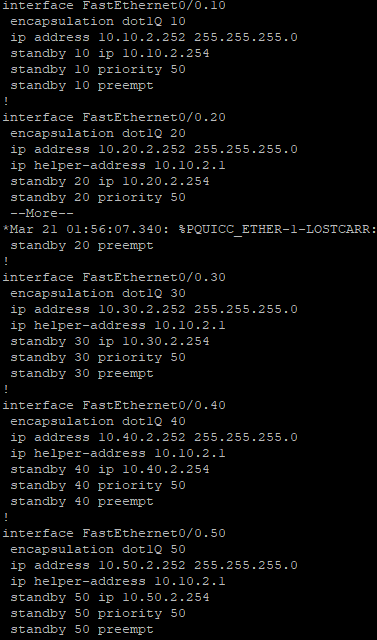 interface FastEthernet0/0.10
encapsulation dot1Q 10
ip address 10.10.2.252 255.255.255.0
standby 10 ip 10.10.2.254
standby 10 priority 50
standby 10 preempt
!
interface FastEthernet0/0.20
encapsulation dot1Q 20
ip address 10.20.2.252 255.255.255.0
ip helper-address 10.10.2.1
standby 20 ip 10.20.2.254
standby 20 priority 50
--More--
*Mar 21 01:56:07.340: %PQUICC_ETHER-1-LOSTCARR:
standby 20 preempt
!
interface FastEthernet0/0.30
encapsulation dot1Q 30
ip address 10.30.2.252 255.255.255.0
ip helper-address 10.10.2.1
standby 30 ip 10.30.2.254
standby 30 priority 50
standby 30 preempt
!
interface FastEthernet0/0.40
encapsulation dot1Q 40
ip address 10.40.2.252 255.255.255.0
ip helper-address 10.10.2.1
standby 40 ip 10.40.2.254
standby 40 priority 50
standby 40 preempt
!
interface FastEthernet0/0.50
encapsulation dot1Q 50
ip address 10.50.2.252 255.255.255.0
ip helper-address 10.10.2.1
standby 50 ip 10.50.2.254
standby 50 priority 50
standby 50 preempt